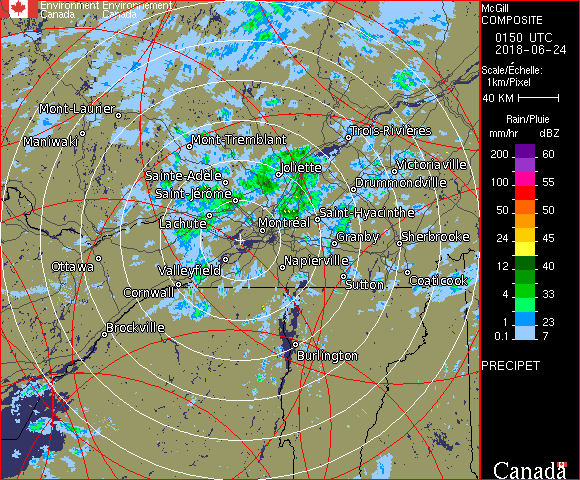 Environment Environnement
Canada Canada
Mont-Laurier
Maniwaki
Mont-Tremblant
Trois-Rivières
Sainte-Adèle
Joliette
Victoriaville
Saint-Jérôme
Drummondville
Lachute
Montréal
Saint-Hyacinthe
Granby
Sherbrooke
Ottawa
Valleyfield
Napierville
Cornwall
Sutton
Coaticook
Brockville
Burlington
McGill
COMPOSITE
0150 UTC
2018-06-24
Scale/Échelle:
1km/Pixel
40 KM
Rain/Pluie
mm/hr dBZ
200 60
100 55
50 50
24 45
12 40
4 33
1 23
0.1 7
PRECIPET
Canada